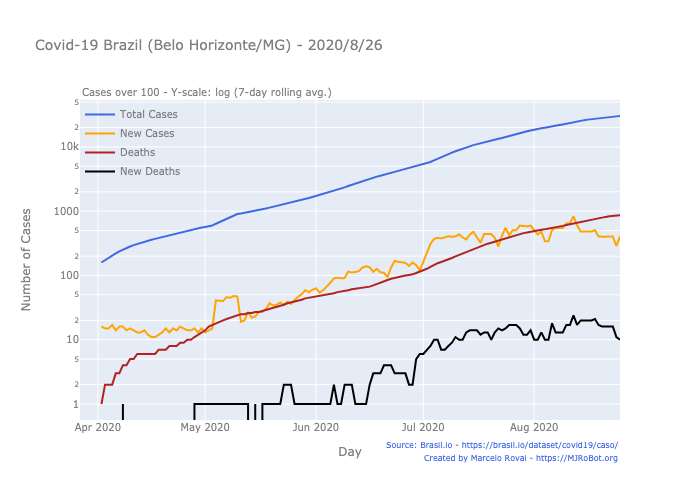 Covid-19 Brazil (Belo Horizonte/MG) - 2020/8/26
Cases over 100 - Y-scale: log (7-day rolling avg.)
Total Cases
New Cases
Deaths
New Deaths
5
2
10k
5
2
1000
5
2
100
5
2
10
5
2
1
Number of Cases
Apr 2020
May 2020
Jun 2020
Jul 2020
Aug 2020
Day
Source: Brasil.io - https://brasil.io/dataset/covid19/caso/
Created by Marcelo Rovai - https://MJRoBot.org